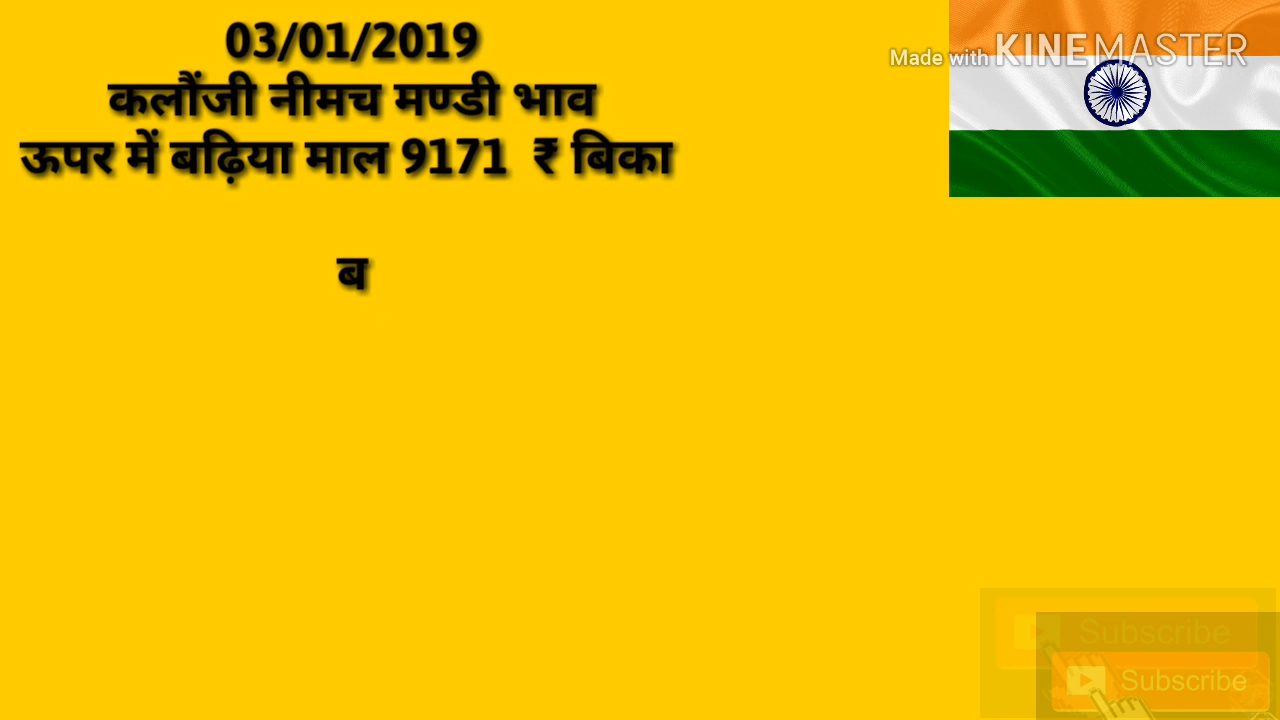 03/01/2019
कलौंजी नीमच मण्डी भाव
ऊपर में बढ़िया माल 9171 ₹ बिका
ब
Made with KINEMASTER
Subscribe
Subscribe